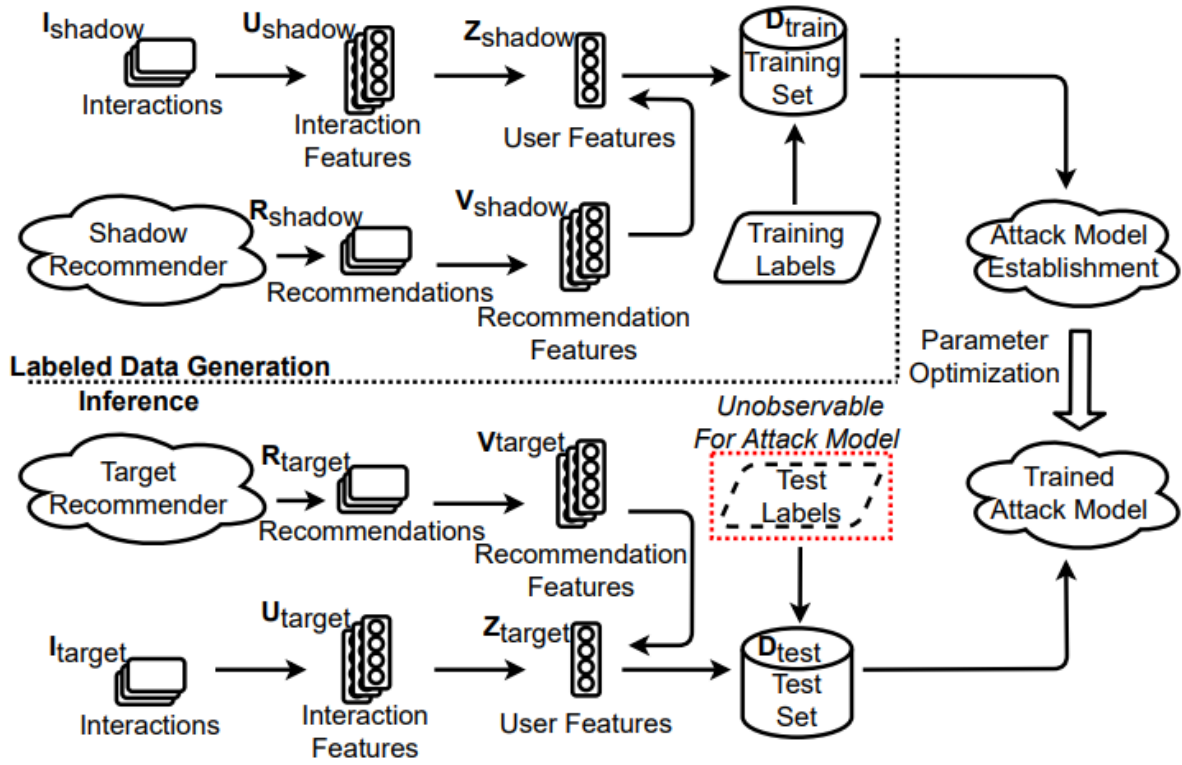 Ishadow
Interactions
Ushadow
Interaction
Features
Zshadow
User Features
Dtrain
Training
Set
Shadow
Recommender
Rshadow
Recommendations
Vshadow
Recommendation
Features
Training
Labels
Attack Model
Establishment
Labeled Data Generation
Parameter
Optimization
Inference
Target
Recommender
Rtarget
Recommendations
Vtarget
Recommendation
Features
Unobservable
For Attack Model
Test
Labels
Trained
Attack Model
Itarget
Interactions
Utarget
Interaction
Features
Ztarget
User Features
Dtest
Test
Set